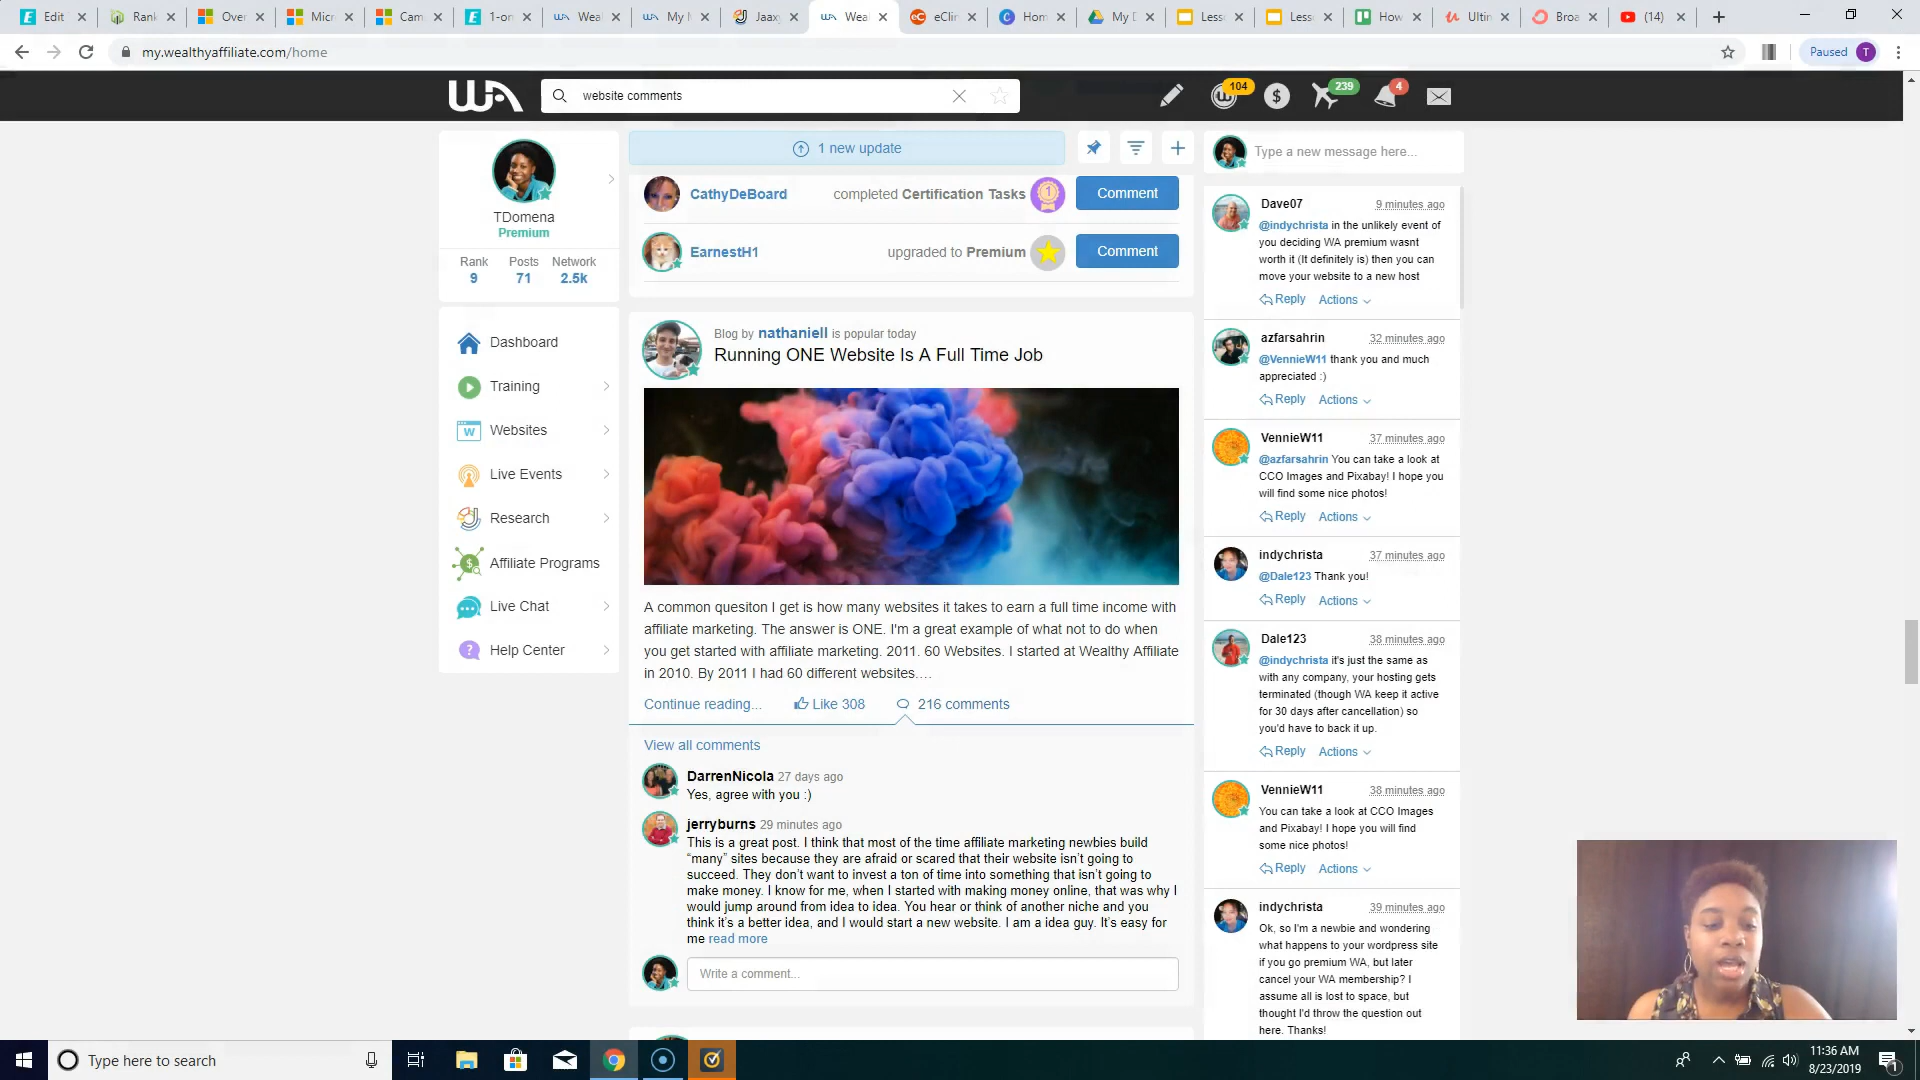 Edit
Rank
Over
Micr
Cam
1-on
Weal
My N
Jaaxy
Weal
eClin
Hom
My D
Less
Less
How
Ultin
Broa
(14)
my.wealthyaffiliate.com/home
Paused
T
WA
website comments
104
$
239
4
TDomena
Premium
Rank Posts Network
9 71 2.5k
Dashboard
Training
Websites
Live Events
Research
Affiliate Programs
Live Chat
Help Center
1 new update
CathyDeBoard completed Certification Tasks Comment
EarnestH1 upgraded to Premium Comment
Blog by nathaniell is popular today
Running ONE Website Is A Full Time Job
A common quesiton I get is how many websites it takes to earn a full time income with
affiliate marketing. The answer is ONE. I'm a great example of what not to do when
you get started with affiliate marketing. 2011. 60 Websites. I started at Wealthy Affiliate
in 2010. By 2011 I had 60 different websites....
Continue reading... Like 308 216 comments
View all comments
DarrenNicola 27 days ago
Yes, agree with you :)
jerryburns 29 minutes ago
This is a great post. I think that most of the time affiliate marketing newbies build
“many” sites because they are afraid or scared that their website isn’t going to
succeed. They don’t want to invest a ton of time into something that isn’t going to
make money. I know for me, when I started with making money online, that was why I
would jump around from idea to idea. You hear or think of another niche and you
think it’s a better idea, and I would start a new website. I am a idea guy. It’s easy for
me read more
Write a comment...
Type a new message here...
Dave07 9 minutes ago
@indychrista in the unlikely event of
you deciding WA premium wasnt
worth it (It definitely is) then you can
move your website to a new host
Reply Actions
azfarsahrin 32 minutes ago
@VennieW11 thank you and much
appreciated :)
Reply Actions
VennieW11 37 minutes ago
@azfarsahrin You can take a look at
CCO Images and Pixabay! I hope you
will find some nice photos!
Reply Actions
indychrista 37 minutes ago
@Dale123 Thank you!
Reply Actions
Dale123 38 minutes ago
@indychrista it's just the same as
with any company, your hosting gets
terminated (though WA keep it active
for 30 days after cancellation) so
you'd have to back it up.
Reply Actions
VennieW11 38 minutes ago
You can take a look at CCO Images
and Pixabay! I hope you will find
some nice photos!
Reply Actions
indychrista 39 minutes ago
Ok, so I'm a newbie and wondering
what happens to your wordpress site
if you go premium WA, but later
cancel your WA membership? I
assume all is lost to space, but
thought I'd throw the question out
here. Thanks!
Type here to search
11:36 AM
8/23/2019
1